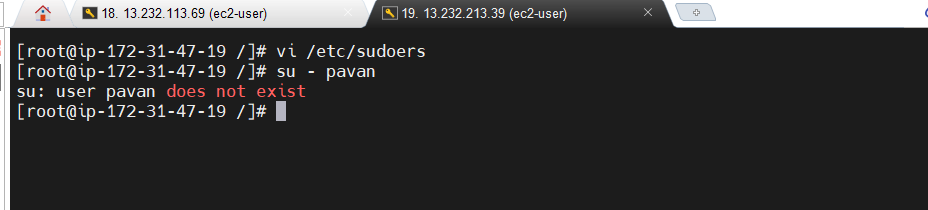 18. 13.232.113.69 (ec2-user)
19. 13.232.213.39 (ec2-user)
[root@ip-172-31-47-19 /]# vi /etc/sudoers
[root@ip-172-31-47-19 /]# su - pavan
su: user pavan does not exist
[root@ip-172-31-47-19 /]#